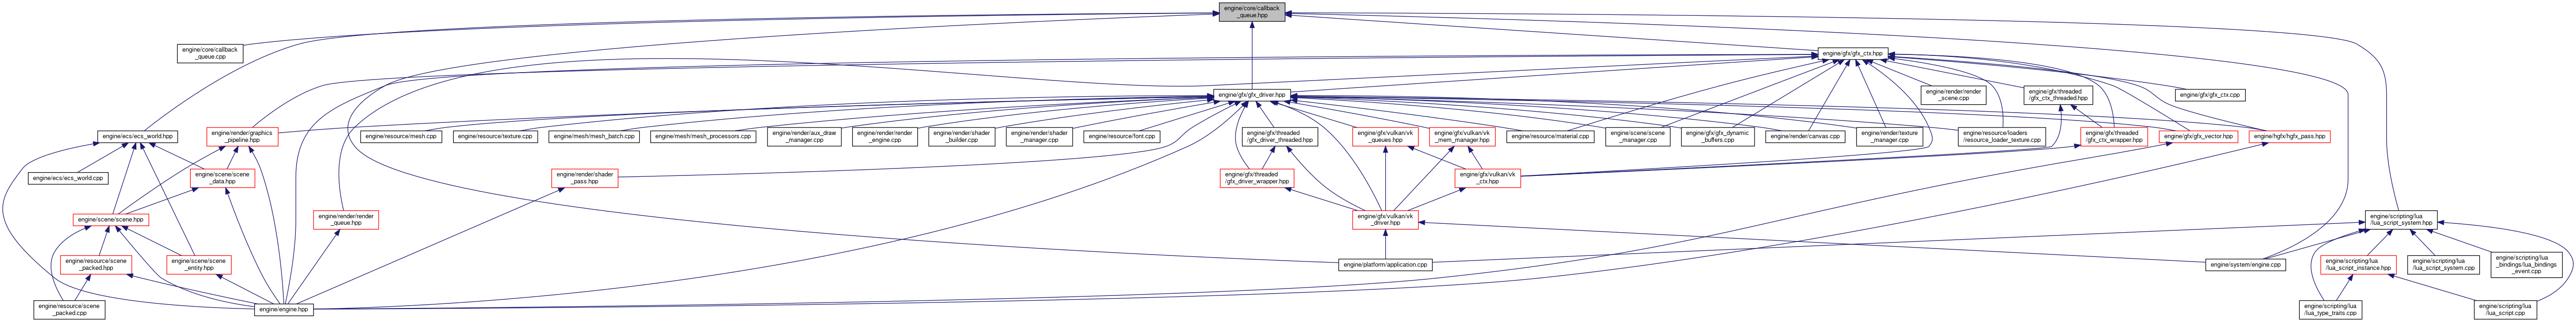 engine/core/callback
_queue.hpp
engine/core/callback
_queue.cpp
engine/gfx/gfx_ctx.hpp
engine/gfx/gfx_driver.hpp
engine/gfx/threaded
/gfx_ctx_threaded.hpp
engine/render/render
_scene.cpp
engine/gfx/gfx_ctx.cpp
engine/ecs/ecs_world.hpp
engine/render/graphics
_pipeline.hpp
engine/resource/mesh.cpp
engine/resource/texture.cpp
engine/mesh/mesh_batch.cpp
engine/mesh/mesh_processors.cpp
engine/render/aux_draw
_manager.cpp
engine/render/render
_engine.cpp
engine/render/shader
_builder.cpp
engine/render/shader
_manager.cpp
engine/resource/font.cpp
engine/gfx/threaded
/gfx_driver_threaded.hpp
engine/gfx/vulkan/vk
_queues.hpp
engine/gfx/vulkan/vk
_mem_manager.hpp
engine/resource/material.cpp
engine/scene/scene
_manager.cpp
engine/gfx/gfx_dynamic
_buffers.cpp
engine/render/canvas.cpp
engine/render/texture
_manager.cpp
engine/resource/loaders
/resource_loader_texture.cpp
engine/gfx/threaded
/gfx_ctx_wrapper.hpp
engine/gfx/gfx_vector.hpp
engine/hgfx/hgfx_pass.hpp
engine/ecs/ecs_world.cpp
engine/scene/scene
_data.hpp
engine/render/shader
_pass.hpp
engine/gfx/threaded
/gfx_driver_wrapper.hpp
engine/gfx/vulkan/vk
_ctx.hpp
engine/scene/scene.hpp
engine/render/render
_queue.hpp
engine/gfx/vulkan/vk
_driver.hpp
engine/scripting/lua
/lua_script_system.hpp
engine/resource/scene
_packed.hpp
engine/scene/scene
_entity.hpp
engine/platform/application.cpp
engine/system/engine.cpp
engine/scripting/lua
/lua_script_instance.hpp
engine/scripting/lua
/lua_script_system.cpp
engine/scripting/lua
_bindings/lua_bindings
_event.cpp
engine/resource/scene
_packed.cpp
engine/engine.hpp
engine/scripting/lua
/lua_type_traits.cpp
engine/scripting/lua
/lua_script.cpp